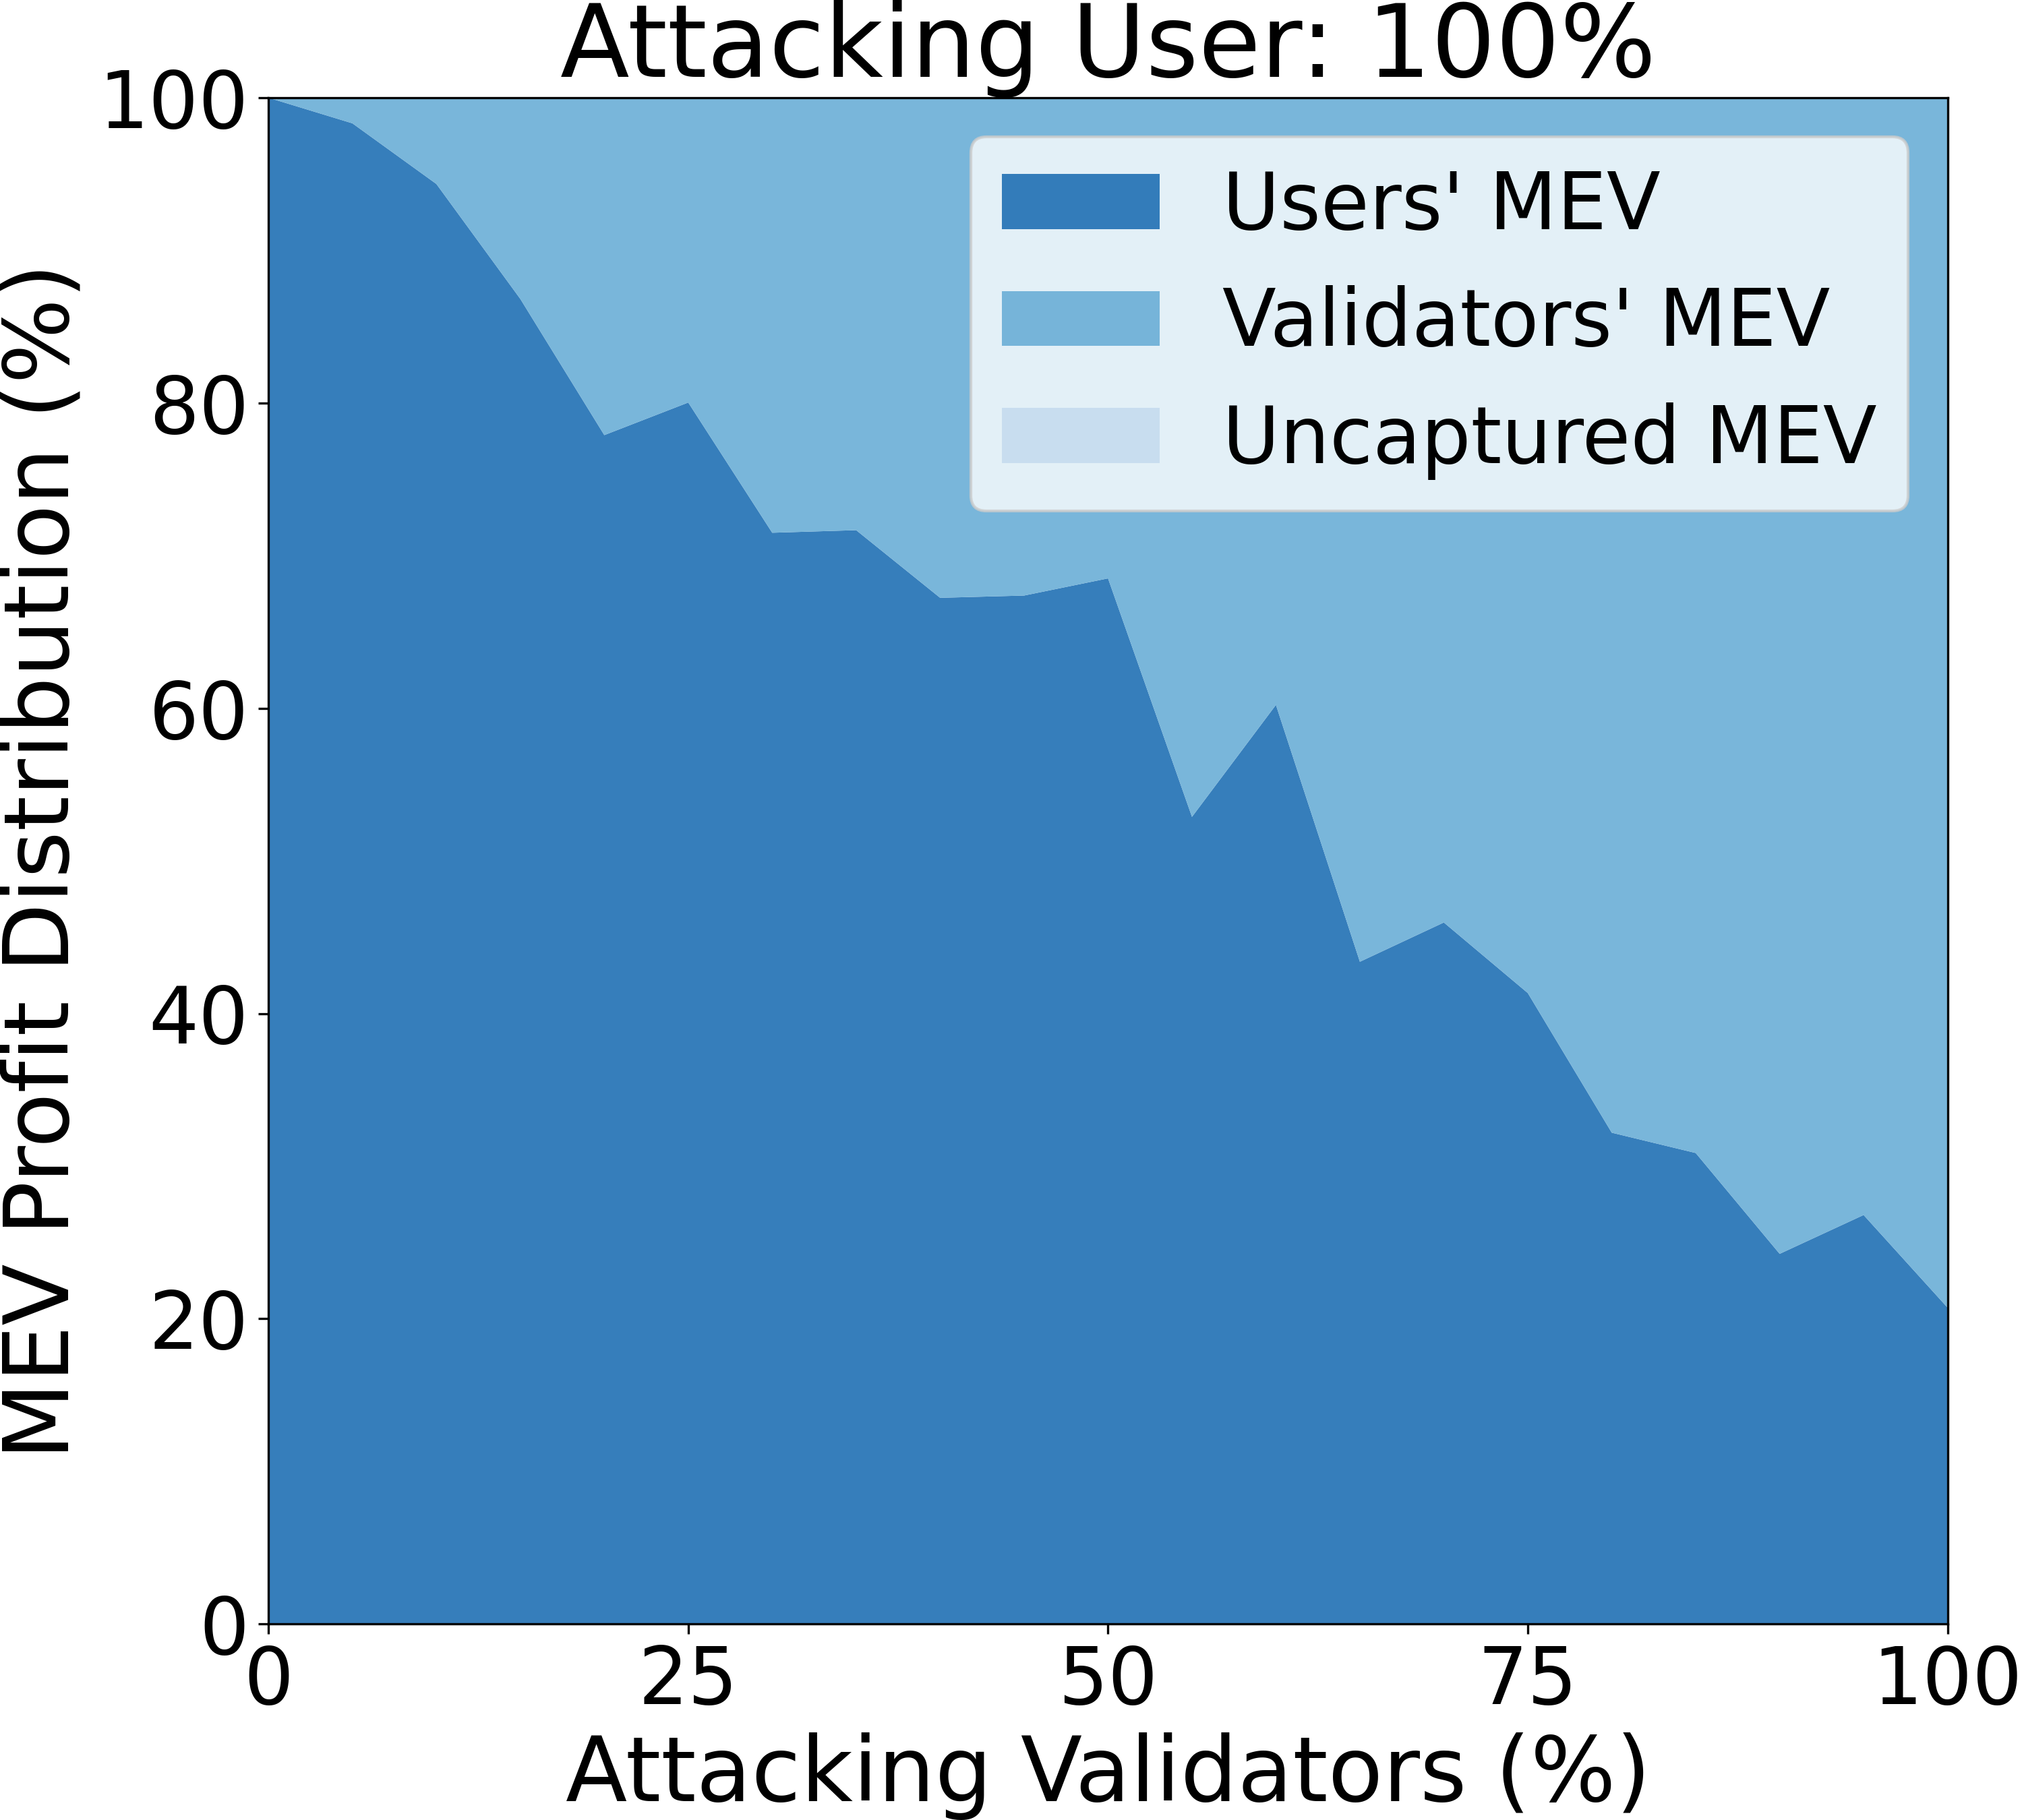 Attacking User: 100%
MEV Profit Distribution (%)
100
80
60
40
20
0
Users' MEV
Validators' MEV
Uncaptured MEV
0 25 50 75 100
Attacking Validators (%)